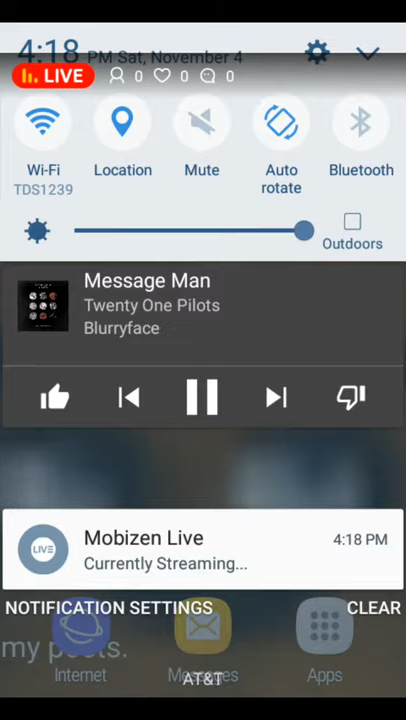 4:18 PM Sat, November 4
LIVE 0 0 0
Wi-Fi
TDS1239
Location
Mute
Auto
rotate
Bluetooth
Outdoors
Message Man
Twenty One Pilots
Blurryface
LIVE
Mobizen Live
4:18 PM
Currently Streaming...
NOTIFICATION SETTINGS
CLEAR
my posts.
Internet
Messages
Apps
AT&T